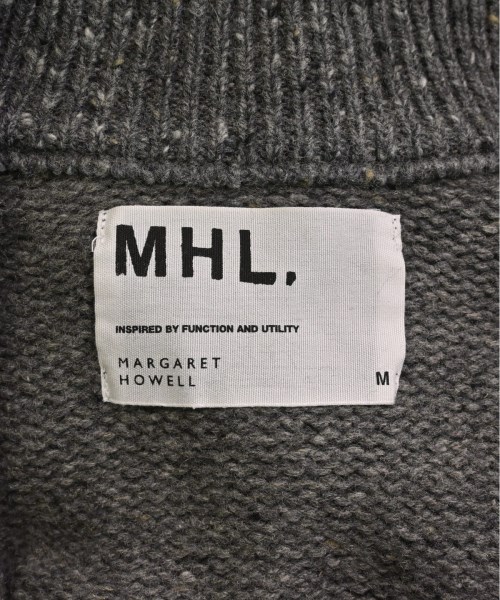 MHL.
INSPIRED BY FUNCTION AND UTILITY
MARGARET
HOWELL
M